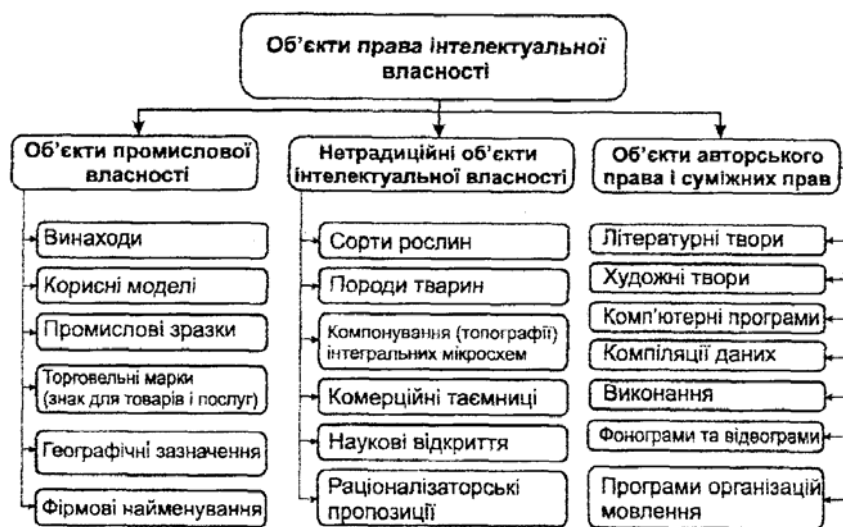 Об'єкти права інтелектуальної
власності
Об'єкти промислової
власності
Винаходи
Корисні моделі
Промислові зразки
Торговельні марки
(знак для товарів і послуг)
Географічні зазначення
Фірмові найменування
Нетрадиційні об'єкти
інтелектуальної власності
Сорти рослин
Породи тварин
Компонування (топографії)
інтегральних мікросхем
Комерційні таємниці
Наукові відкриття
Раціоналізаторські
пропозиції
Об'єкти авторського
права і суміжних прав
Літературні твори
Художні твори
Комп'ютерні програми
Компіляції даних
Виконання
Фонограми та відеограми
Програми організацій
мовлення